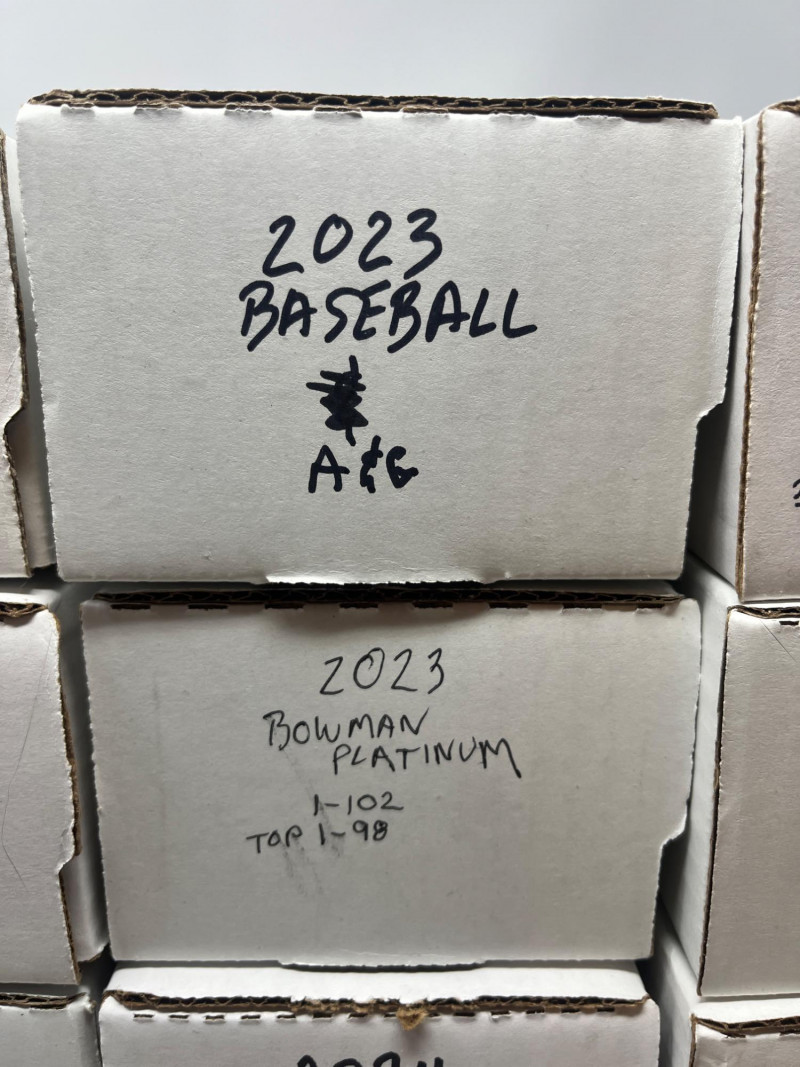 2023
BASEBALL
A&G
2023
BOWMAN
PLATINUM
1-102
TOP 1-98